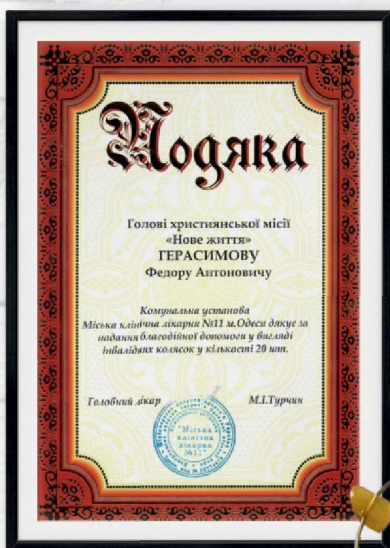 Подяка
Голові християнської місії
«Нове життя»
ГЕРАСИМОВУ
Федору Антоновичу
Комунальна установа
Міська клінічна лікарня №11 м.Одеси дякує за
надання благодійної допомоги у вигляді
інвалідних колясок у кількості 20 шт.
Головний лікар М.І.Турчин
"Міська
клінічна
лікарня
№11"